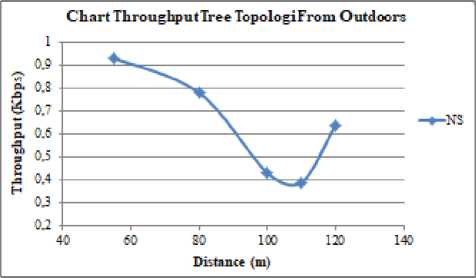 Chart Throughput Tree Topologi From Outdoors
Throughput (Kbps)
1
0,9
0,8
0,7
0,6
0,5
0,4
0,3
0,2
40 60 80 100 120 140
Distance (m)
NS